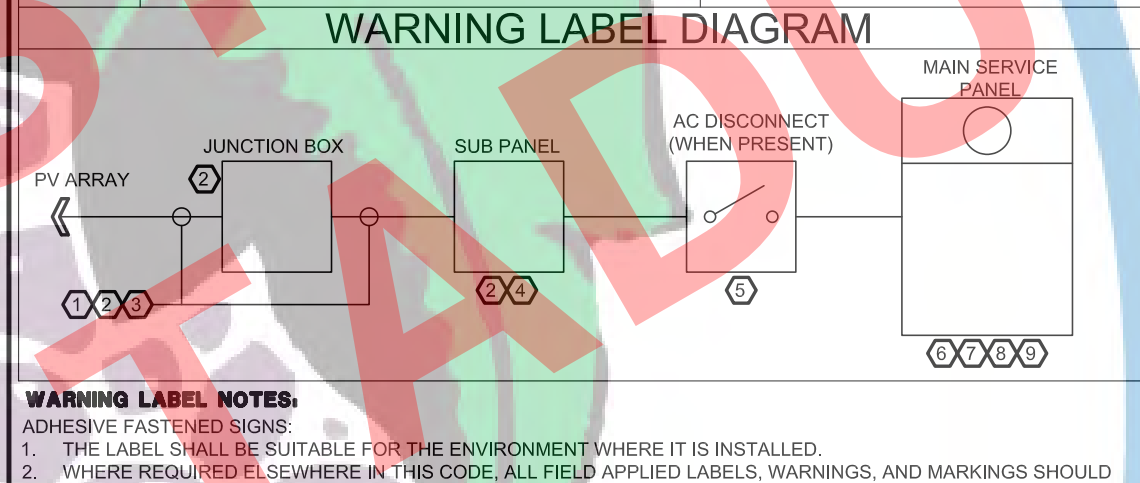 WARNING LABEL DIAGRAM
MAIN SERVICE
PANEL
AC DISCONNECT
(WHEN PRESENT)
JUNCTION BOX
SUB PANEL
PV ARRAY
2
1 2 3
2 4
5
6 7 8 9
WARNING LABEL NOTES:
ADHESIVE FASTENED SIGNS:
1. THE LABEL SHALL BE SUITABLE FOR THE ENVIRONMENT WHERE IT IS INSTALLED.
2. WHERE REQUIRED ELSEWHERE IN THIS CODE, ALL FIELD APPLIED LABELS, WARNINGS, AND MARKINGS SHOULD